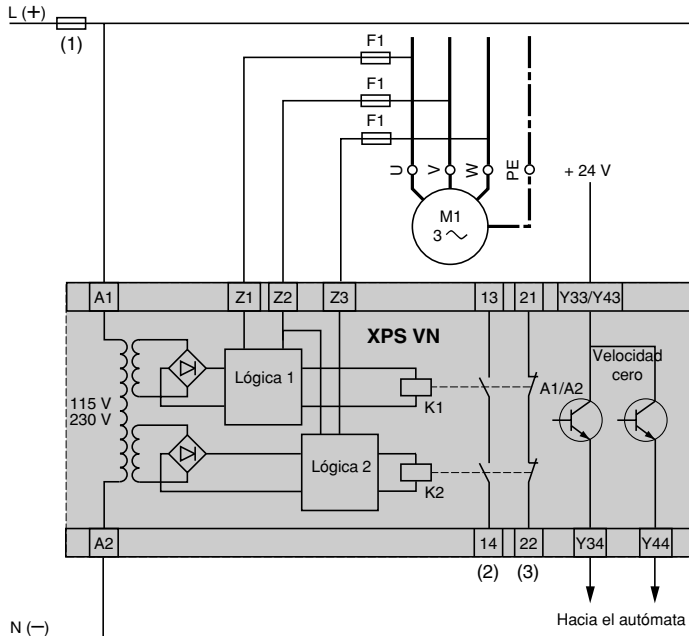 L (+)
(1)
F1
F1
F1
U
V
W
PE
+ 24 V
M1
3
A1
Z1
Z2
Z3
13
21
Y33/Y43
XPS VN
Velocidad
cero
Lógica 1
A1/A2
115 V
230 V
K1
Lógica 2
K2
A2
14
22
Y34
Y44
(2)
(3)
Hacia el autómata
N (–)